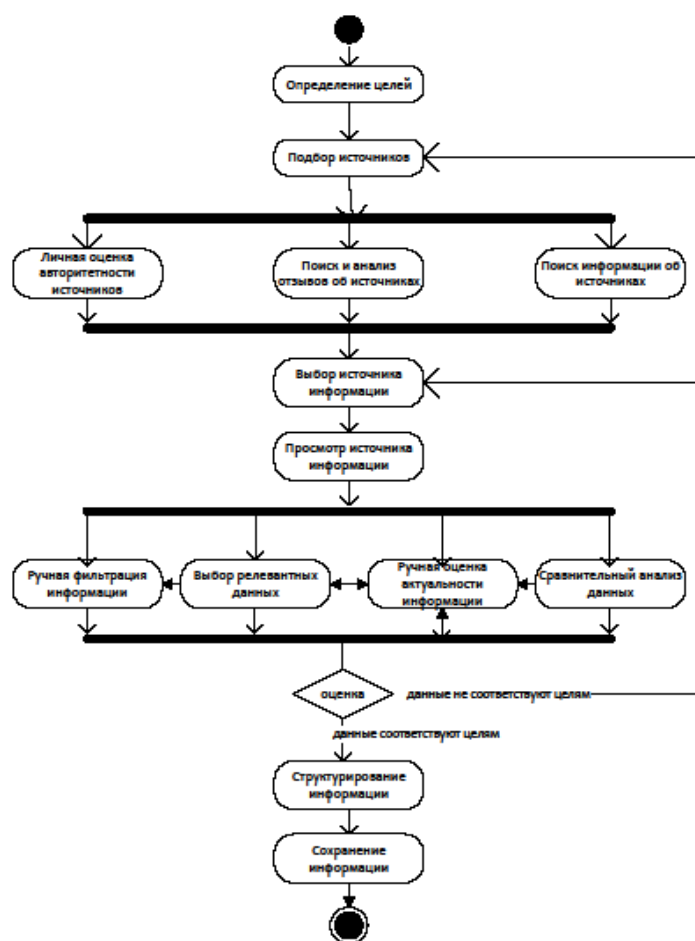 Определение целей
Подбор источников
Личная оценка
авторитетности
источников
Поиск и анализ
отзывов об источниках
Поиск информации об
источниках
Выбор источника
информации
Просмотр источника
информации
Ручная фильтрация
информации
Выбор релевантных
данных
Ручная оценка
актуальности
информации
Сравнительный анализ
данных
оценка
данные не соответствуют целям
данные соответствуют целям
Структурирование
информации
Сохранение
информации